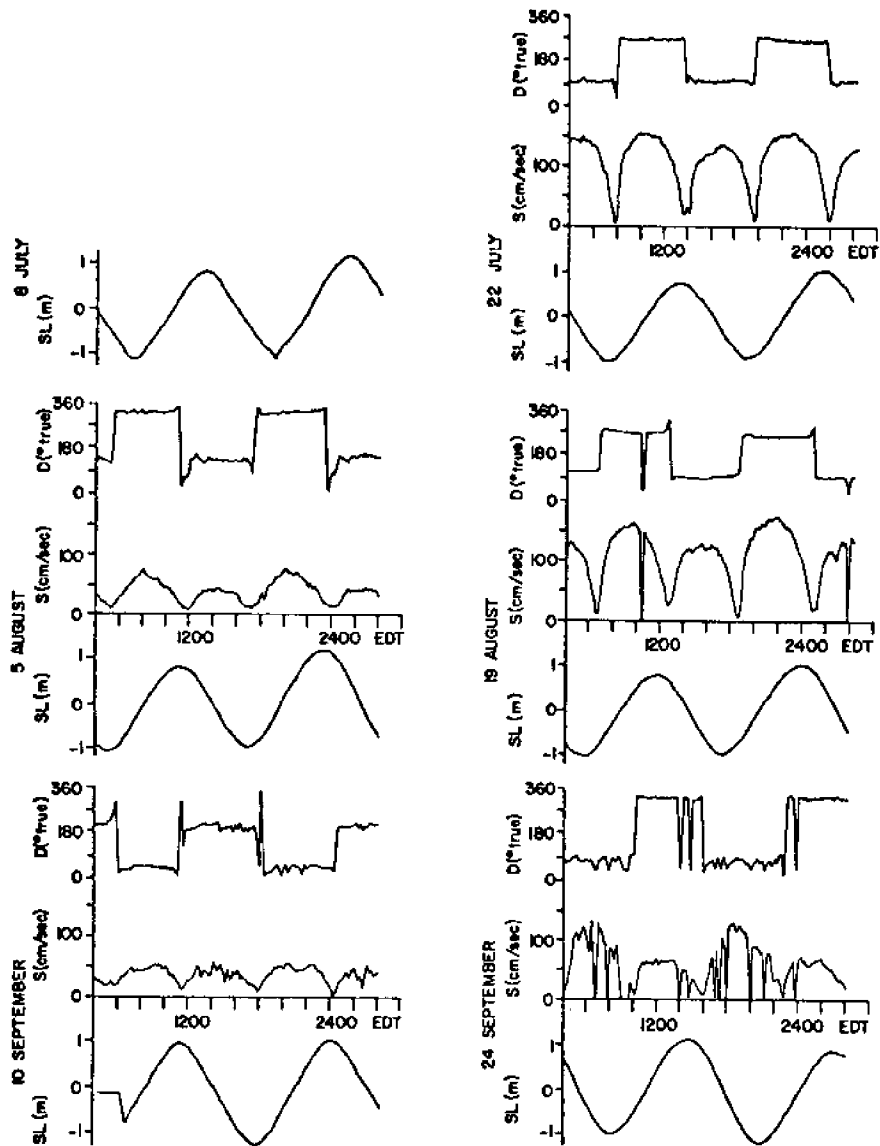 8 JULY
SL (m)
1
0
-1
D (°true)
360
180
0
S (cm/sec)
100
0
1200 2400 EDT
5 AUGUST
SL (m)
1
0
-1
D (°true)
360
180
0
S (cm/sec)
100
0
1200 2400 EDT
10 SEPTEMBER
SL (m)
1
0
-1
D (°true)
360
180
0
S (cm/sec)
100
0
1200 2400 EDT
22 JULY
SL (m)
1
0
-1
D (°true)
360
180
0
S (cm/sec)
100
0
1200 2400 EDT
19 AUGUST
SL (m)
1
0
-1
D (°true)
360
180
0
S (cm/sec)
100
0
1200 2400 EDT
24 SEPTEMBER
SL (m)
1
0
-1